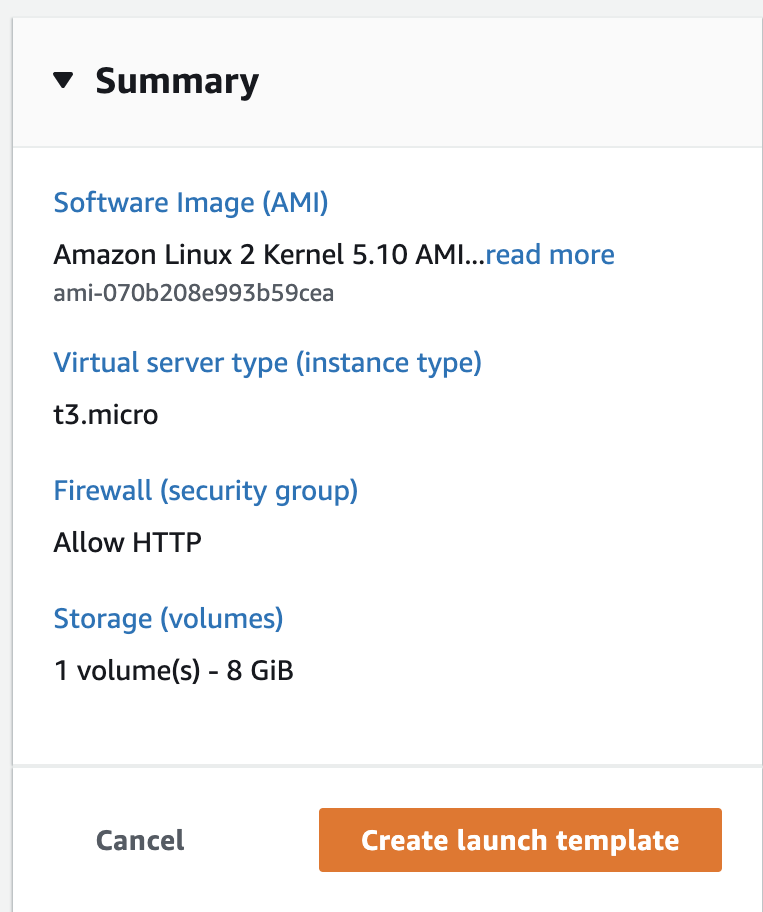 Summary
Software Image (AMI)
Amazon Linux 2 Kernel 5.10 AMI...read more
ami-070b208e993b59cea
Virtual server type (instance type)
t3.micro
Firewall (security group)
Allow HTTP
Storage (volumes)
1 volume(s) - 8 GiB
Cancel
Create launch template